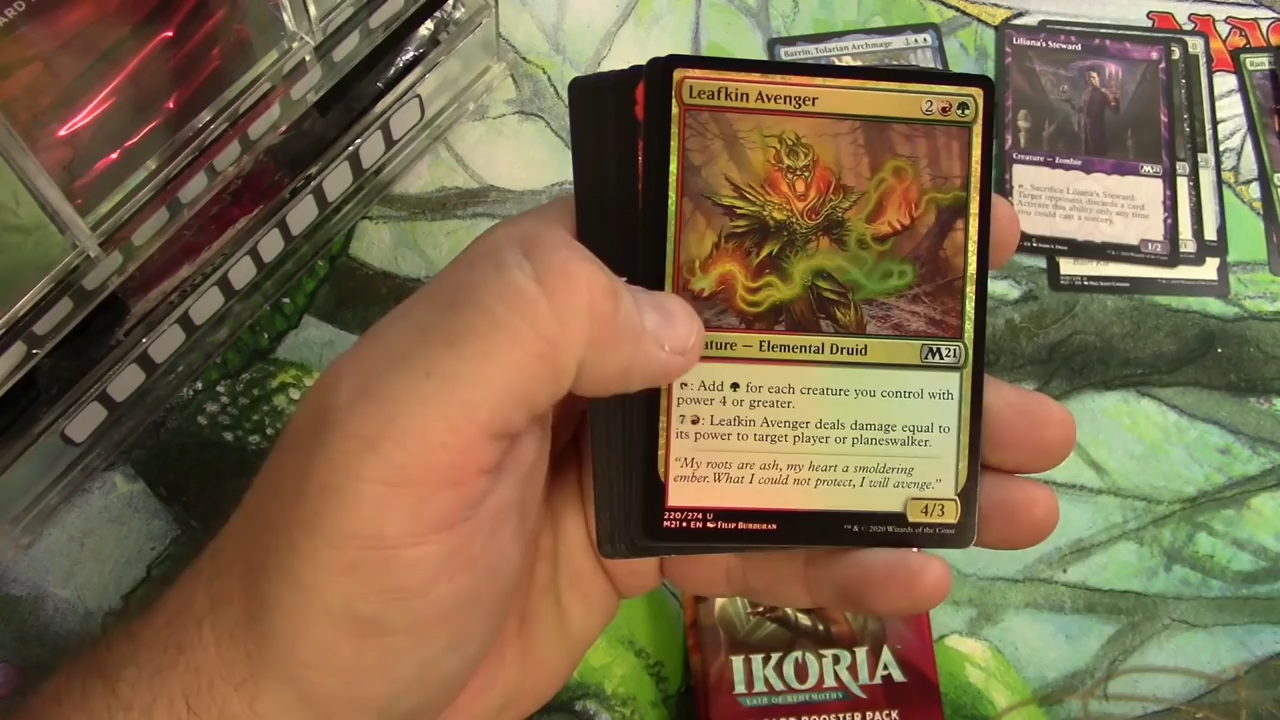 Barrin, Tolarian Archmage 1
Liliana's Steward
Creature — Zombie
M21
: Sacrifice Liliana's Steward:
Target opponent discards a card.
Activate this ability only any time
you could cast a sorcery.
1/2
Leafkin Avenger 2
ature — Elemental Druid M21
: Add for each creature you control with
power 4 or greater.
7 : Leafkin Avenger deals damage equal to
its power to target player or planeswalker.
"My roots are ash, my heart a smoldering
ember. What I could not protect, I will avenge."
4/3
220/274 U
M21 ★ EN Filip Burburan
™ & © 2020 Wizards of the Coast
IKORIA
LAIR OF BEHEMOTHS
CARD BOOSTER PACK